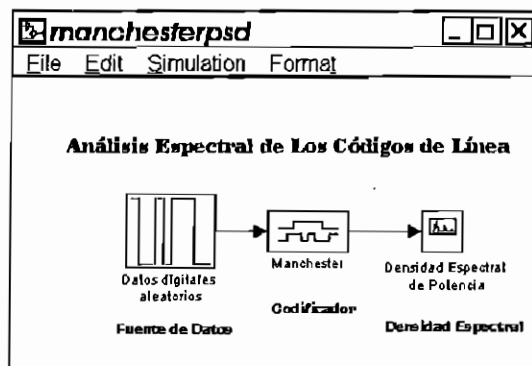 manchesterpsd
File Edit Simulation Format
Análisis Espectral de Los Códigos de Línea
Datos digitales
aleatorios
Fuente de Datos
Manchester
Codificador
Densidad Espectral
de Potencia
Densidad Espectral